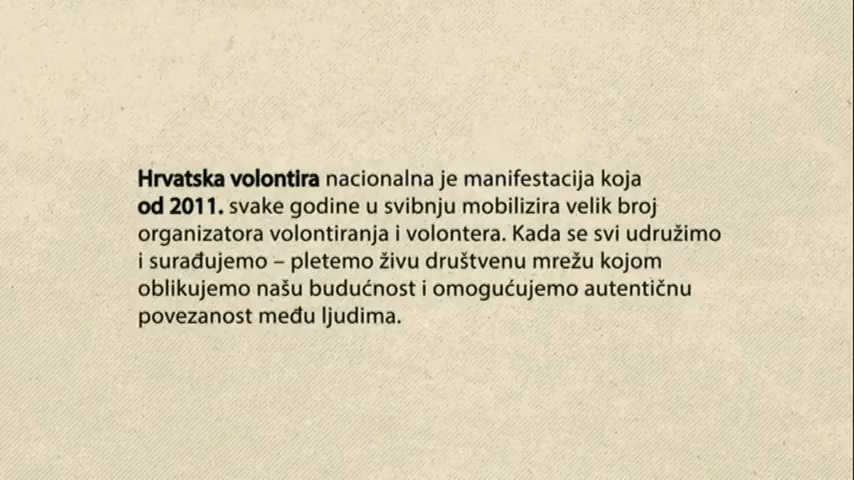 Hrvatska volontira nacionalna je manifestacija koja
od 2011. svake godine u svibnju mobilizira velik broj
organizatora volontiranja i volontera. Kada se svi udružimo
i surađujemo – pletemo živu društvenu mrežu kojom
oblikujemo našu budućnost i omogućujemo autentičnu
povezanost među ljudima.